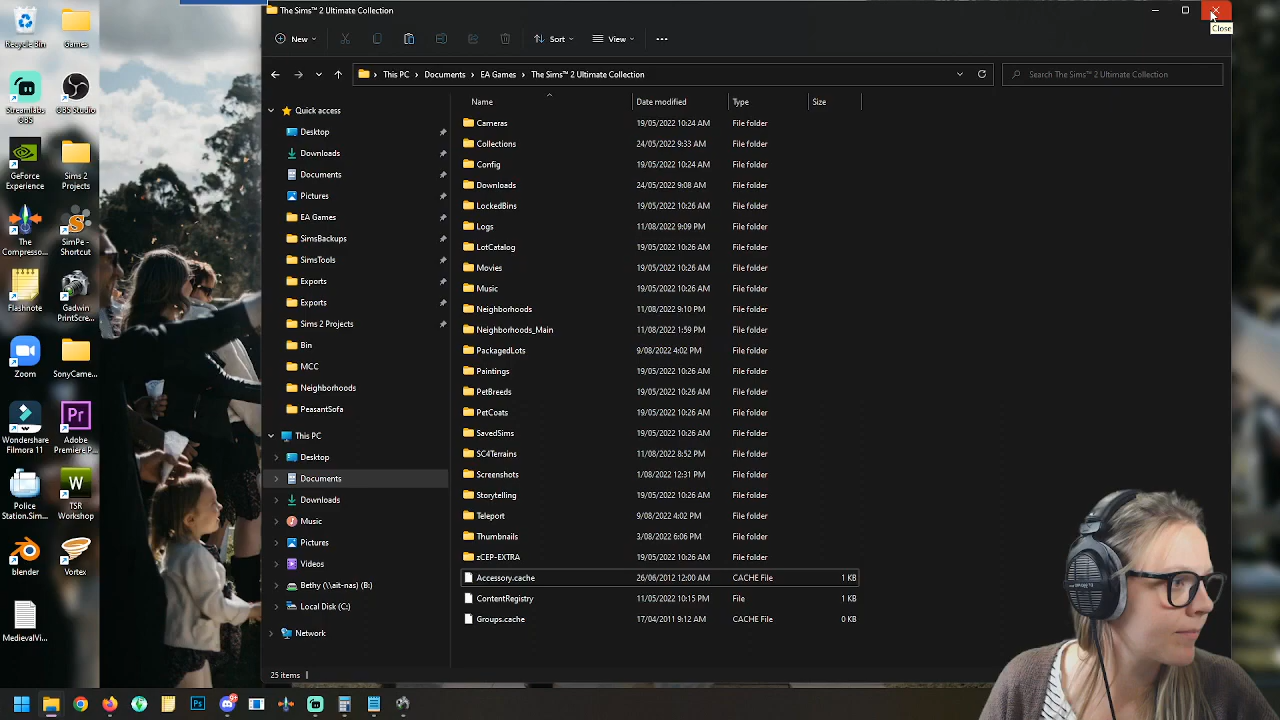 The Sims™ 2 Ultimate Collection
Close
New
Sort
View
This PC
Documents
EA Games
The Sims™ 2 Ultimate Collection
Search The Sims™ 2 Ultimate Collection
Name
Date modified
Type
Size
Cameras 19/05/2022 10:24 AM File folder
Collections 24/05/2022 9:33 AM File folder
Config 19/05/2022 10:24 AM File folder
Downloads 24/05/2022 9:08 AM File folder
LockedBins 19/05/2022 10:26 AM File folder
Logs 11/08/2022 9:09 PM File folder
LotCatalog 19/05/2022 10:26 AM File folder
Movies 19/05/2022 10:26 AM File folder
Music 19/05/2022 10:26 AM File folder
Neighborhoods 11/08/2022 9:10 PM File folder
Neighborhoods_Main 11/08/2022 1:59 PM File folder
PackagedLots 9/08/2022 4:02 PM File folder
Paintings 19/05/2022 10:26 AM File folder
PetBreeds 19/05/2022 10:26 AM File folder
PetCoats 19/05/2022 10:26 AM File folder
SavedSims 19/05/2022 10:26 AM File folder
SC4Terrains 11/08/2022 8:52 PM File folder
Screenshots 1/08/2022 12:31 PM File folder
Storytelling 19/05/2022 10:26 AM File folder
Teleport 9/08/2022 4:02 PM File folder
Thumbnails 3/08/2022 6:06 PM File folder
zCEP-EXTRA 19/05/2022 10:26 AM File folder
Accessory.cache 26/06/2012 12:00 AM CACHE File 1 KB
ContentRegistry 11/05/2022 10:15 PM File 1 KB
Groups.cache 17/04/2011 9:12 AM CACHE File 0 KB
Quick access
Desktop
Downloads
Documents
Pictures
EA Games
SimsBackups
SimsTools
Exports
Exports
Sims 2 Projects
Bin
MCC
Neighborhoods
PeasantSofa
This PC
Desktop
Documents
Downloads
Music
Pictures
Videos
Bethy (\\ait-nas) (B:)
Local Disk (C:)
Network
25 items
Recycle Bin
Games
Streamlabs
OBS
OBS Studio
GeForce
Experience
Sims 2
Projects
The
Compresso...
SimPe -
Shortcut
Flashnote
Gadwin
PrintScre...
Zoom
SonyCame...
Wondershare
Filmora 11
Adobe
Premiere P...
Police
Station.Sim...
TSR
Workshop
blender
Vortex
MedievalVi...